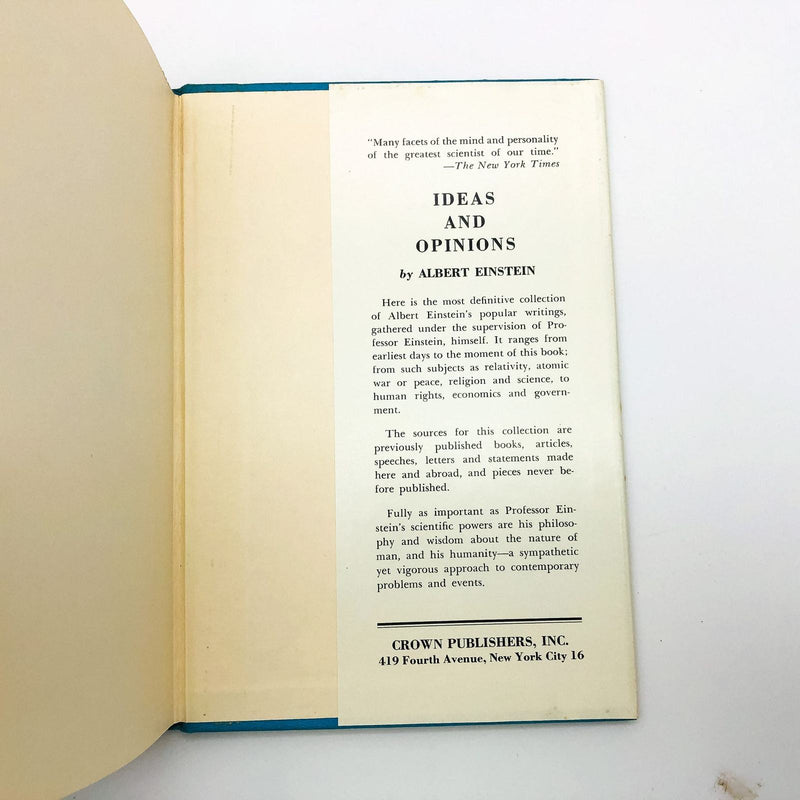 "Many facets of the mind and personality
of the greatest scientist of our time."
—The New York Times
IDEAS
AND
OPINIONS
by ALBERT EINSTEIN
Here is the most definitive collection
of Albert Einstein's popular writings,
gathered under the supervision of Pro-
fessor Einstein, himself. It ranges from
earliest days to the moment of this book;
from such subjects as relativity, atomic
war or peace, religion and science, to
human rights, economics and govern-
ment.
The sources for this collection are
previously published books, articles,
speeches, letters and statements made
here and abroad, and pieces never be-
fore published.
Fully as important as Professor Ein-
stein's scientific powers are his philoso-
phy and wisdom about the nature of
man, and his humanity—a sympathetic
yet vigorous approach to contemporary
problems and events.
CROWN PUBLISHERS, INC.
419 Fourth Avenue, New York City 16